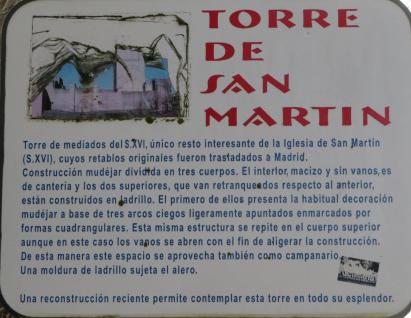 TORRE
DE
SAN
MARTIN
Torre de mediados del S.XVI, único resto interesante de la Iglesia de San Martín
(S.XVI), cuyos retablos originales fueron trasladados a Madrid.
Construcción mudéjar dividida en tres cuerpos. El interior, macizo y sin vanos, es
de cantería y los dos superiores, que van retranqueados respecto al anterior,
están construidos en ladrillo. El primero de ellos presenta la habitual decoración
mudéjar a base de tres arcos ciegos ligeramente apuntados enmarcados por
formas cuadrangulares. Esta misma estructura se repite en el cuerpo superior
aunque en este caso los vanos se abren con el fin de aligerar la construcción.
De esta manere este espacio se aprovecha también como campanario.
Una moldura de ladrillo sujeta el alero.
Una reconstrucción reciente permite contemplar esta torre en todo su esplendor.